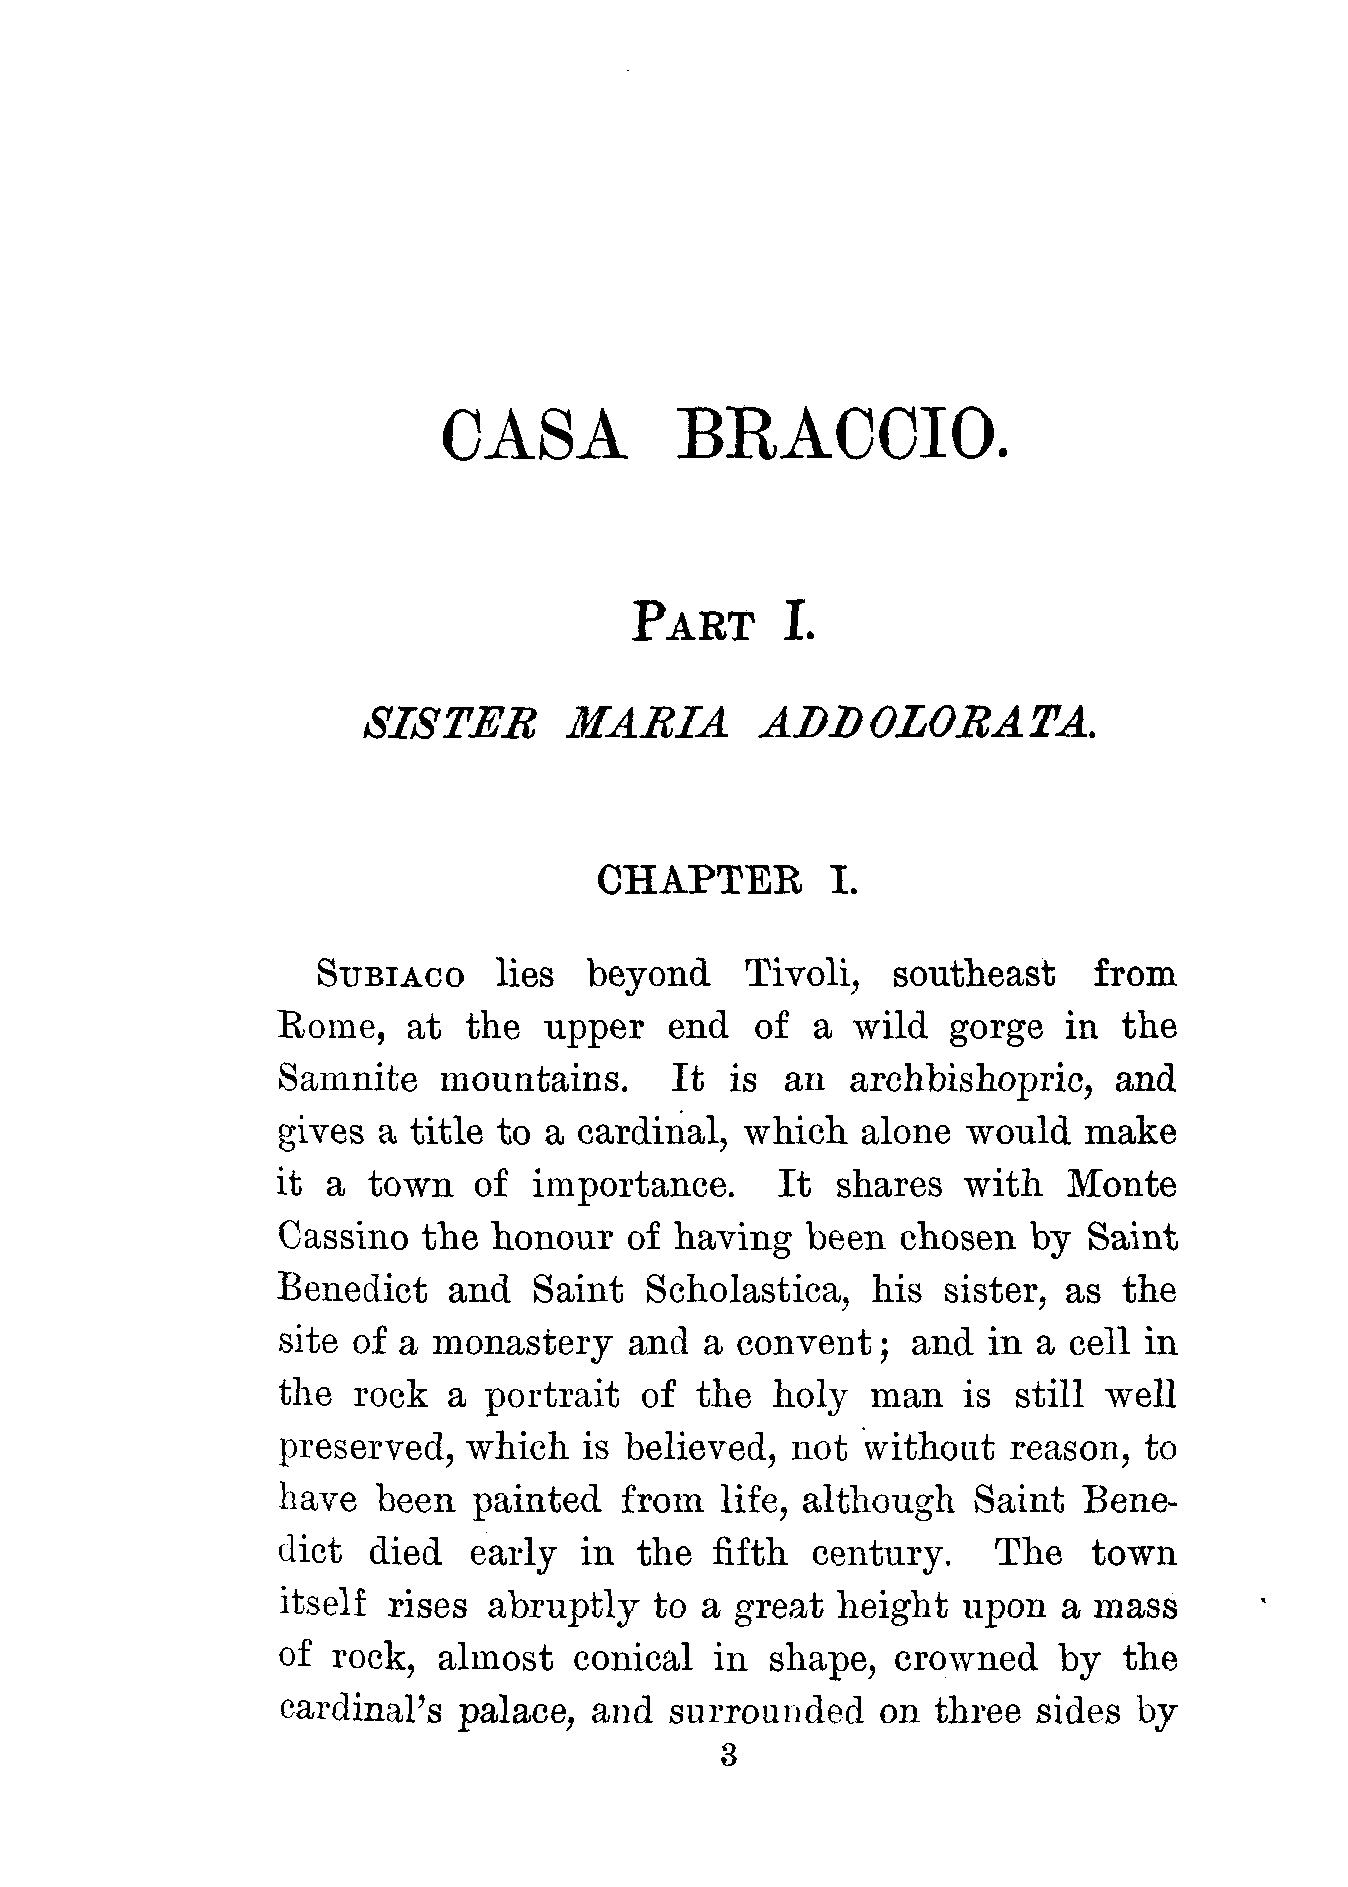 CASA BRACCIO.
PART I.
SISTER MARIA ADDOLORATA.
CHAPTER I.
SUBIACO lies beyond Tivoli, southeast from
Rome, at the upper end of a wild gorge in the
Samnite mountains. It is an archbishopric, and
gives a title to a cardinal, which alone would make
it a town of importance. It shares with Monte
Cassino the honour of having been chosen by Saint
Benedict and Saint Scholastica, his sister, as the
site of a monastery and a convent; and in a cell in
the rock a portrait of the holy man is still well
preserved, which is believed, not without reason, to
have been painted from life, although Saint Bene-
dict died early in the fifth century. The town
itself rises abruptly to a great height upon a mass
of rock, almost conical in shape, crowned by the
cardinal's palace, and surrounded on three sides by
3